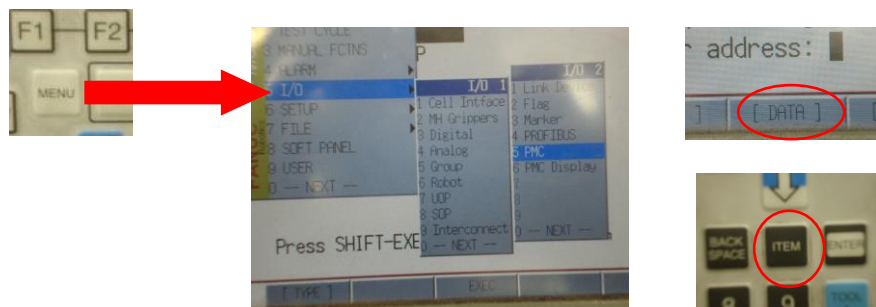 F1 F2
MENU
TEST CYCLE
3 MANUAL FCTNS
4 ALARM
5 I/O
6 SETUP
7 FILE
8 SOFT PANEL
9 USER
0 -- NEXT --
I/O 1
1 Cell Intface
2 MH Grippers
3 Digital
4 Analog
5 Group
6 Robot
7 UOP
8 SOP
9 Interconnect
0 -- NEXT --
I/O 2
1 Link Device
2 Flag
3 Marker
4 PROFIBUS
5 PMC
6 PMC Display
7
8
9
0 -- NEXT --
P
Press SHIFT-EXE
[ TYPE ] EXEC
address:
] [ DATA ] [
BACK SPACE
ITEM
ENTER
TOOL